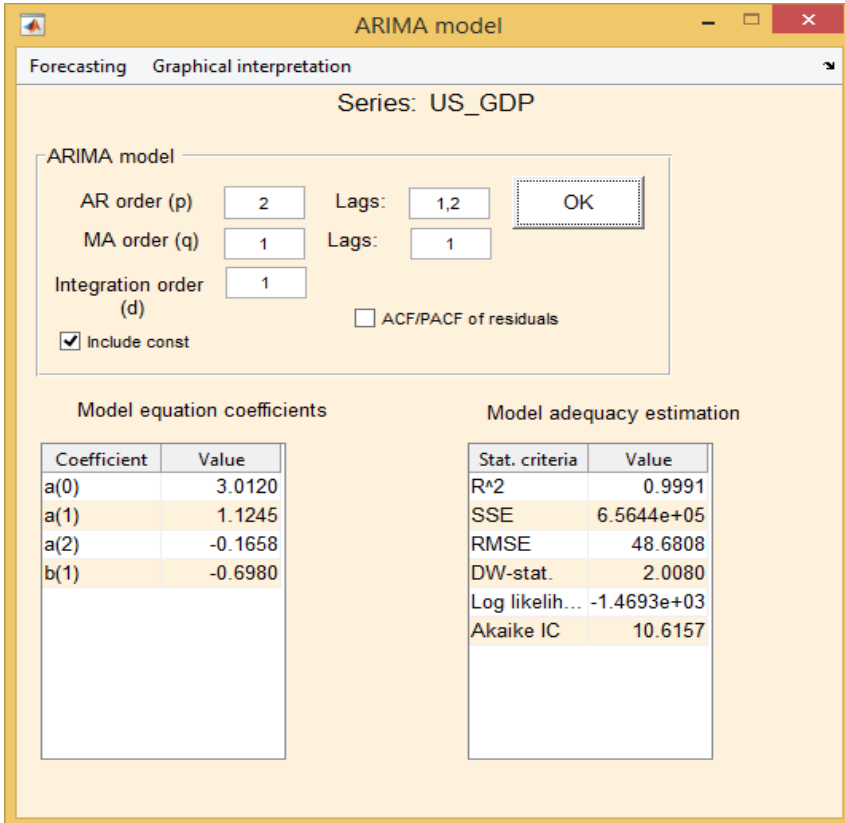 ARIMA model
Forecasting Graphical interpretation
Series: US_GDP
ARIMA model
AR order (p) 2 Lags: 1,2 OK
MA order (q) 1 Lags: 1
Integration order 1
(d)
ACF/PACF of residuals
Include const
Model equation coefficients
Coefficient Value
a(0) 3.0120
a(1) 1.1245
a(2) -0.1658
b(1) -0.6980
Model adequacy estimation
Stat. criteria Value
R^2 0.9991
SSE 6.5644e+05
RMSE 48.6808
DW-stat. 2.0080
Log likelih... -1.4693e+03
Akaike IC 10.6157